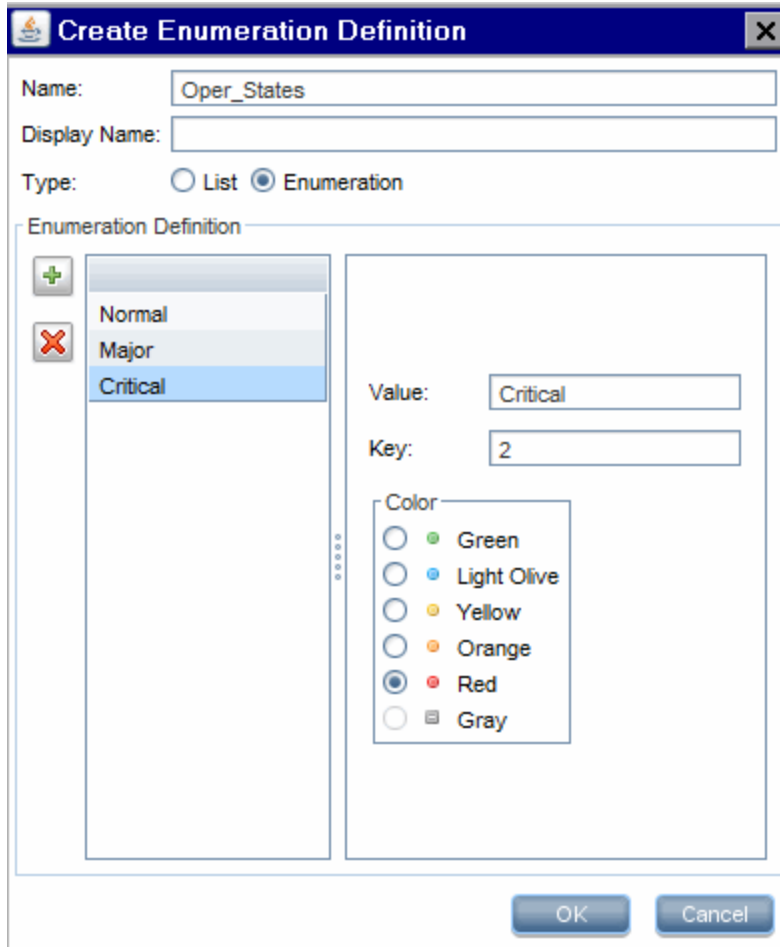 Create Enumeration Definition
Name: Oper_States
Display Name:
Type: List Enumeration
Enumeration Definition
Normal
Major
Critical
Value: Critical
Key: 2
Color
Green
Light Olive
Yellow
Orange
Red
Gray
OK Cancel